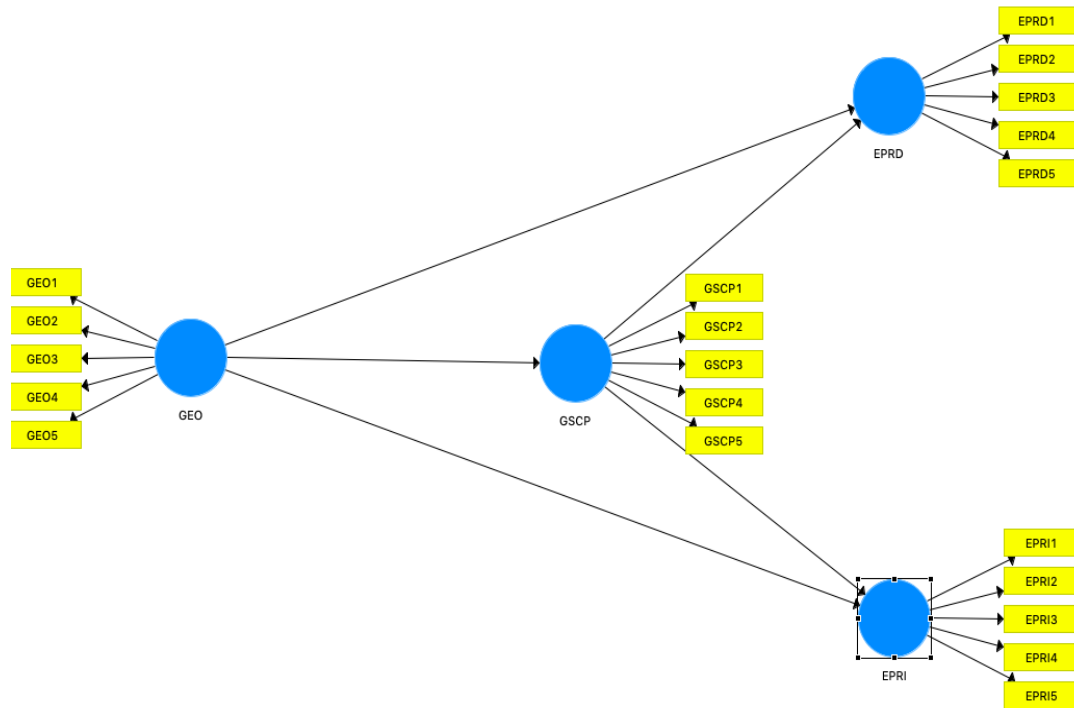 EPRD1
EPRD2
EPRD3
EPRD4
EPRD5
EPRD
GEO1
GEO2
GEO3
GEO4
GEO5
GEO
GSCP1
GSCP2
GSCP3
GSCP4
GSCP5
GSCP
EPRI1
EPRI2
EPRI3
EPRI4
EPRI5
EPRI